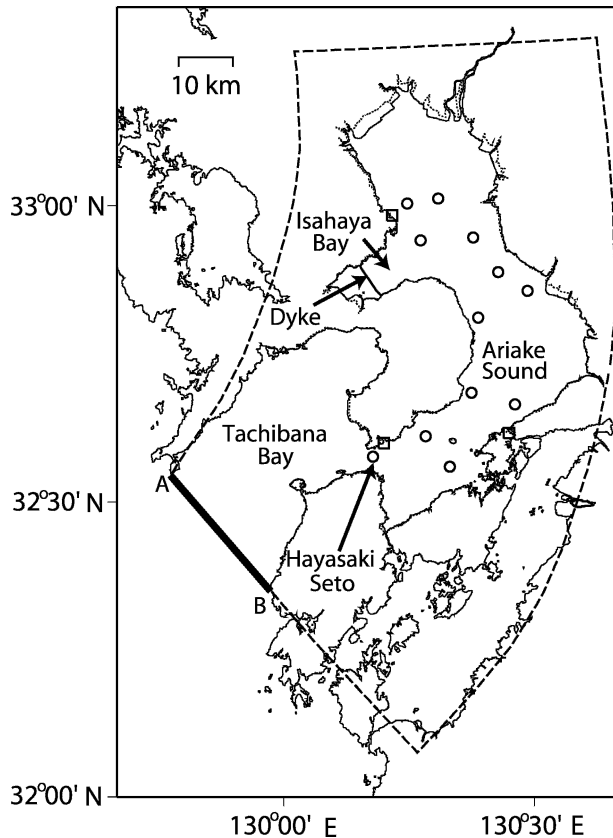 10 km
33°00' N
Isahaya
Bay
Dyke
Ariake
Sound
Tachibana
Bay
A
32°30' N
Hayasaki
Seto
B
32°00' N
130°00' E
130°30' E